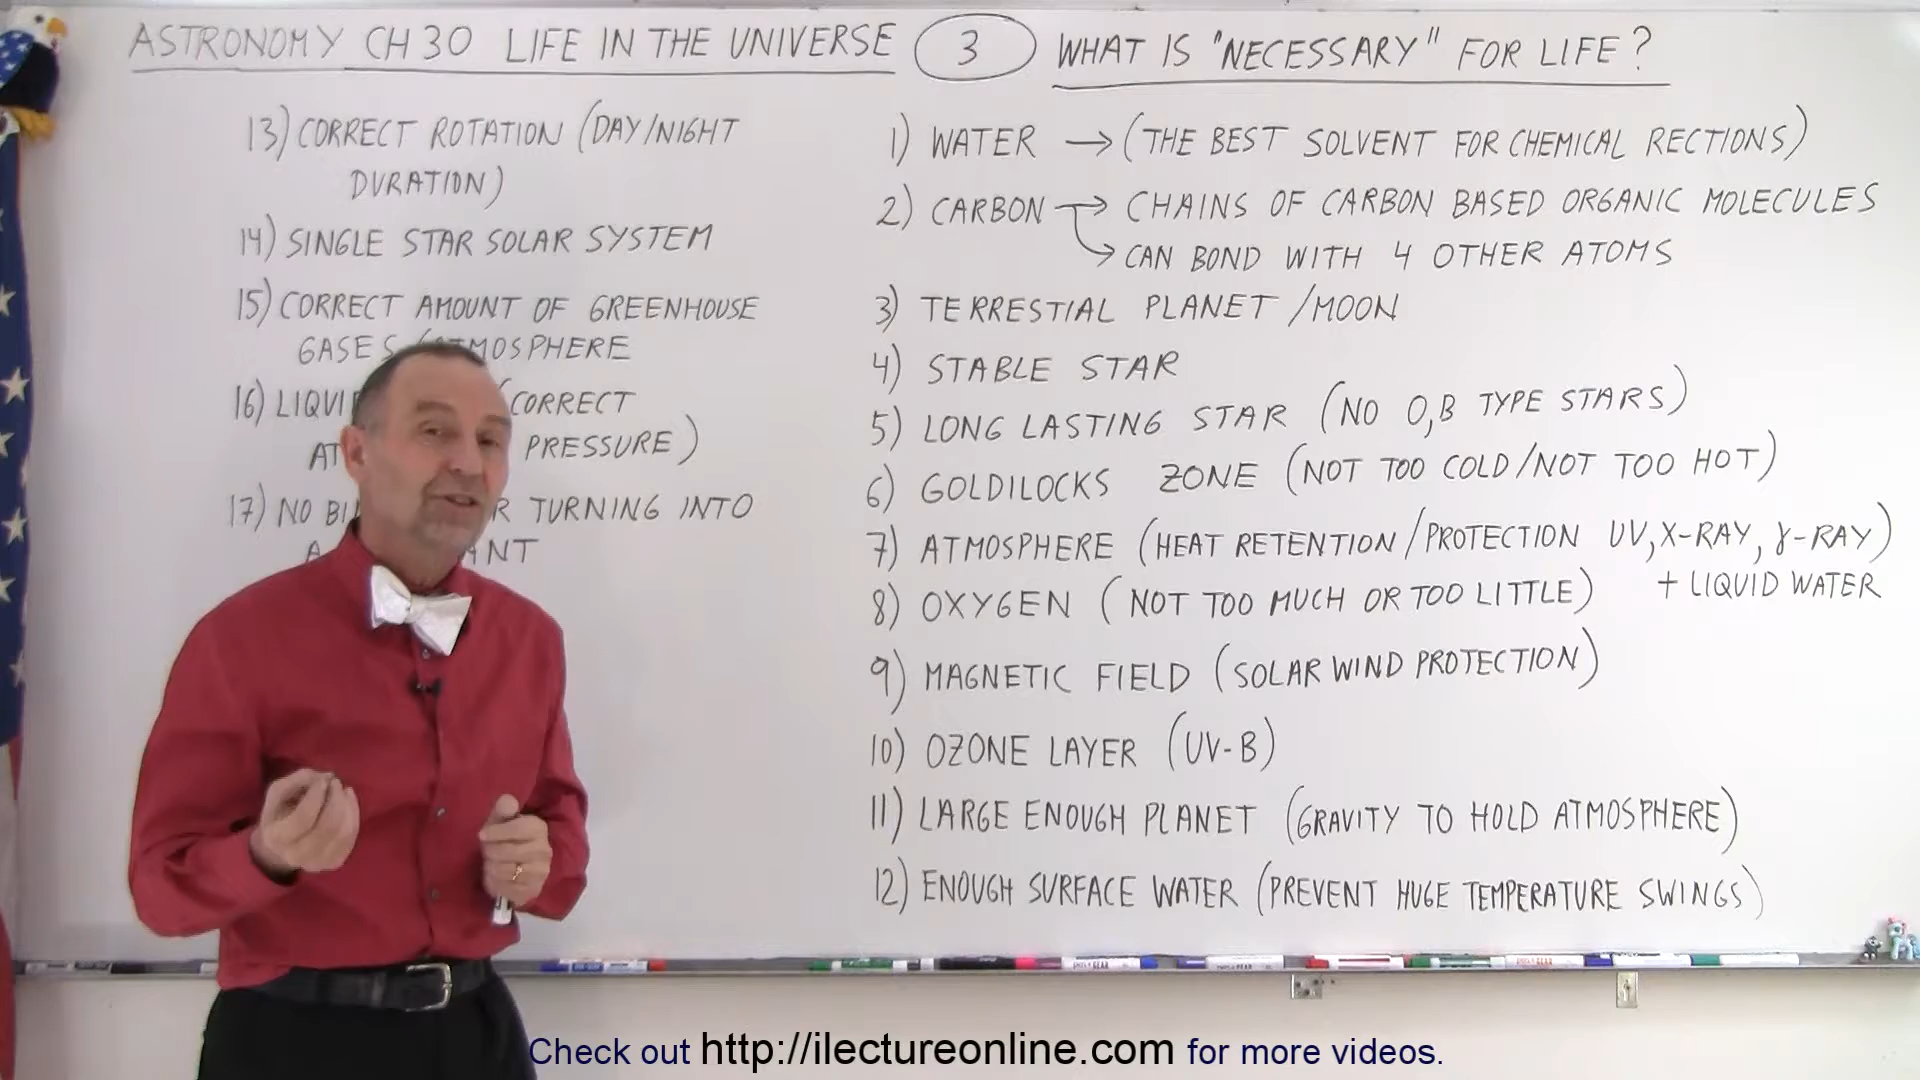 ASTRONOMY CH 30 LIFE IN THE UNIVERSE 3 WHAT IS "NECESSARY" FOR LIFE?
13) CORRECT ROTATION (DAY/NIGHT
DURATION)
14) SINGLE STAR SOLAR SYSTEM
15) CORRECT AMOUNT OF GREENHOUSE
GASES / ATMOSPHERE
16) (CORRECT
PRESSURE)
17) NO TURNING INTO
1) WATER → (THE BEST SOLVENT FOR CHEMICAL RECTIONS)
2) CARBON → CHAINS OF CARBON BASED ORGANIC MOLECULES
→ CAN BOND WITH 4 OTHER ATOMS
3) TERRESTIAL PLANET /MOON
4) STABLE STAR
5) LONG LASTING STAR (NO O,B TYPE STARS)
6) GOLDILOCKS ZONE (NOT TOO COLD/NOT TOO HOT)
7) ATMOSPHERE (HEAT RETENTION/PROTECTION UV, X-RAY, γ-RAY)
+ LIQUID WATER
8) OXYGEN (NOT TOO MUCH OR TOO LITTLE)
9) MAGNETIC FIELD (SOLAR WIND PROTECTION)
10) OZONE LAYER (UV-B)
11) LARGE ENOUGH PLANET (GRAVITY TO HOLD ATMOSPHERE)
12) ENOUGH SURFACE WATER (PREVENT HUGE TEMPERATURE SWINGS)
Check out http://ilectureonline.com for more videos.